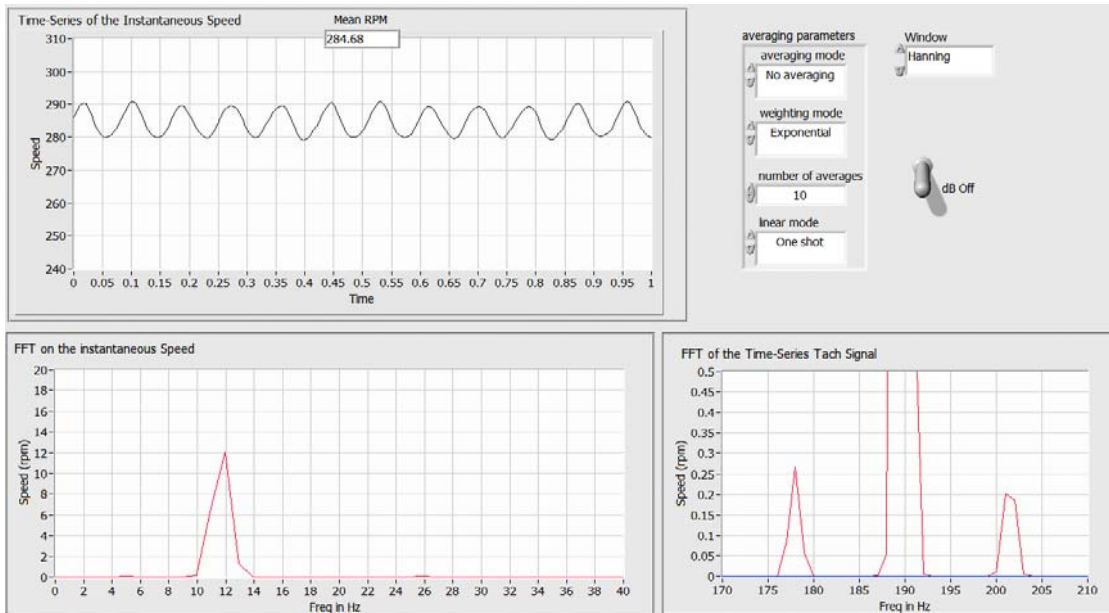 Time-Series of the Instantaneous Speed
Mean RPM
284.68
310
300
290
280
270
260
250
240
Speed
0 0.05 0.1 0.15 0.2 0.25 0.3 0.35 0.4 0.45 0.5 0.55 0.6 0.65 0.7 0.75 0.8 0.85 0.9 0.95 1
Time
averaging parameters
averaging mode
No averaging
weighting mode
Exponential
number of averages
10
linear mode
One shot
Window
Hanning
dB Off
FFT on the instantaneous Speed
20
18
16
14
12
10
8
6
4
2
0
Speed (rpm)
0 2 4 6 8 10 12 14 16 18 20 22 24 26 28 30 32 34 36 38 40
Freq in Hz
FFT of the Time-Series Tach Signal
0.5
0.45
0.4
0.35
0.3
0.25
0.2
0.15
0.1
0.05
0
Speed (rpm)
170 175 180 185 190 195 200 205 210
Freq in Hz